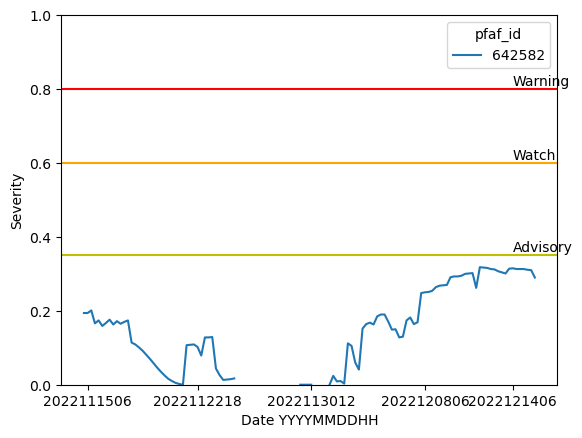 1.0
pfaf_id
642582
Warning
0.8
Watch
0.6
Severity
Advisory
0.4
0.2
0.0
2022111506 2022112218 2022113012 2022120806 2022121406
Date YYYYMMDDHH